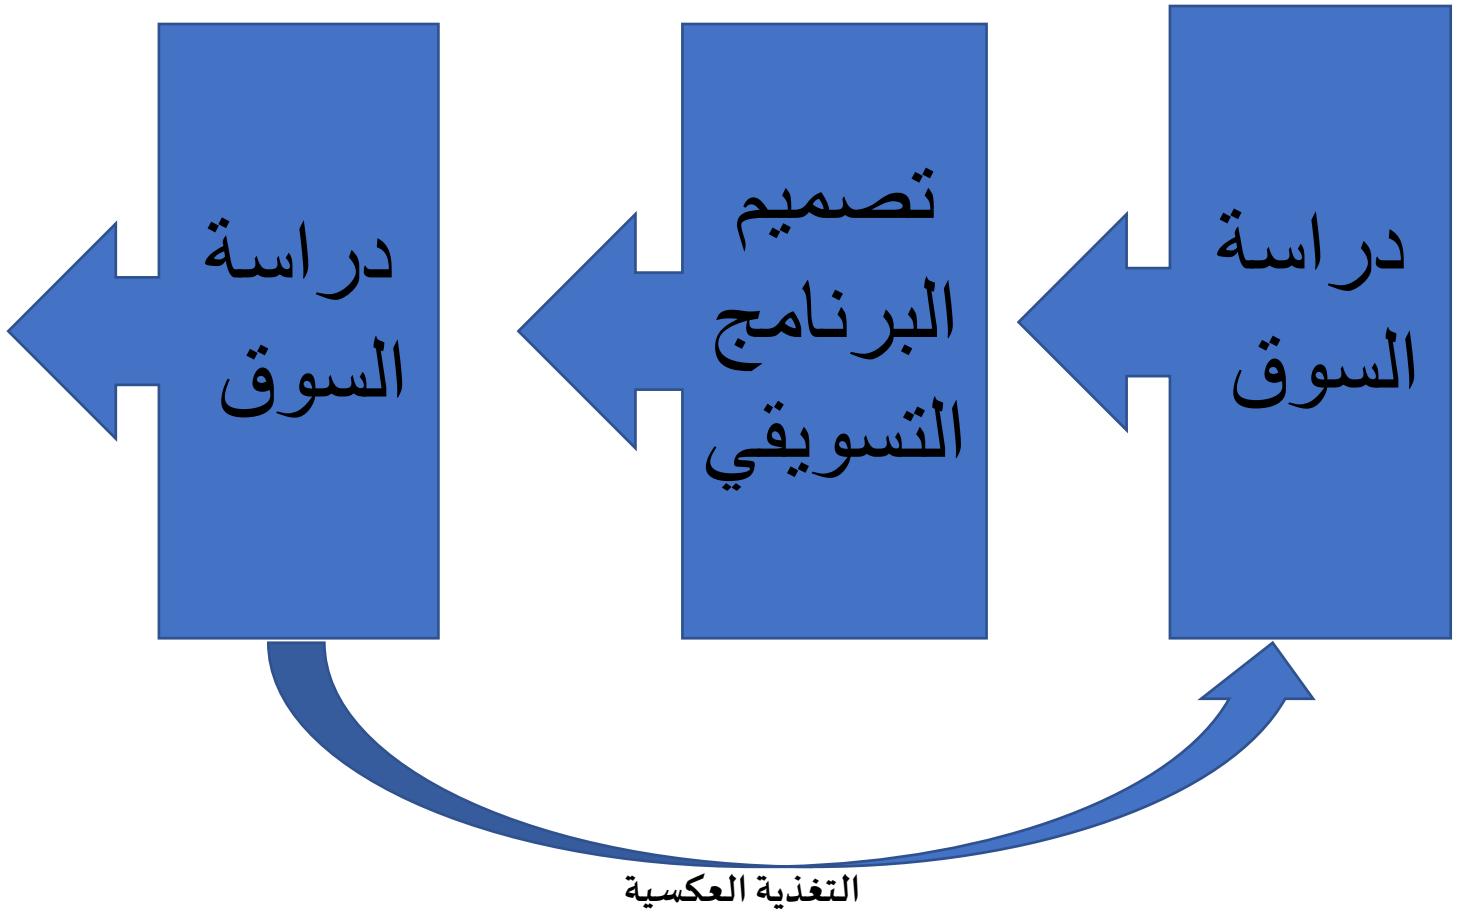 دراسة
السوق
تصميم
البرنامج
التسويقي
دراسة
السوق
التغذية العكسية